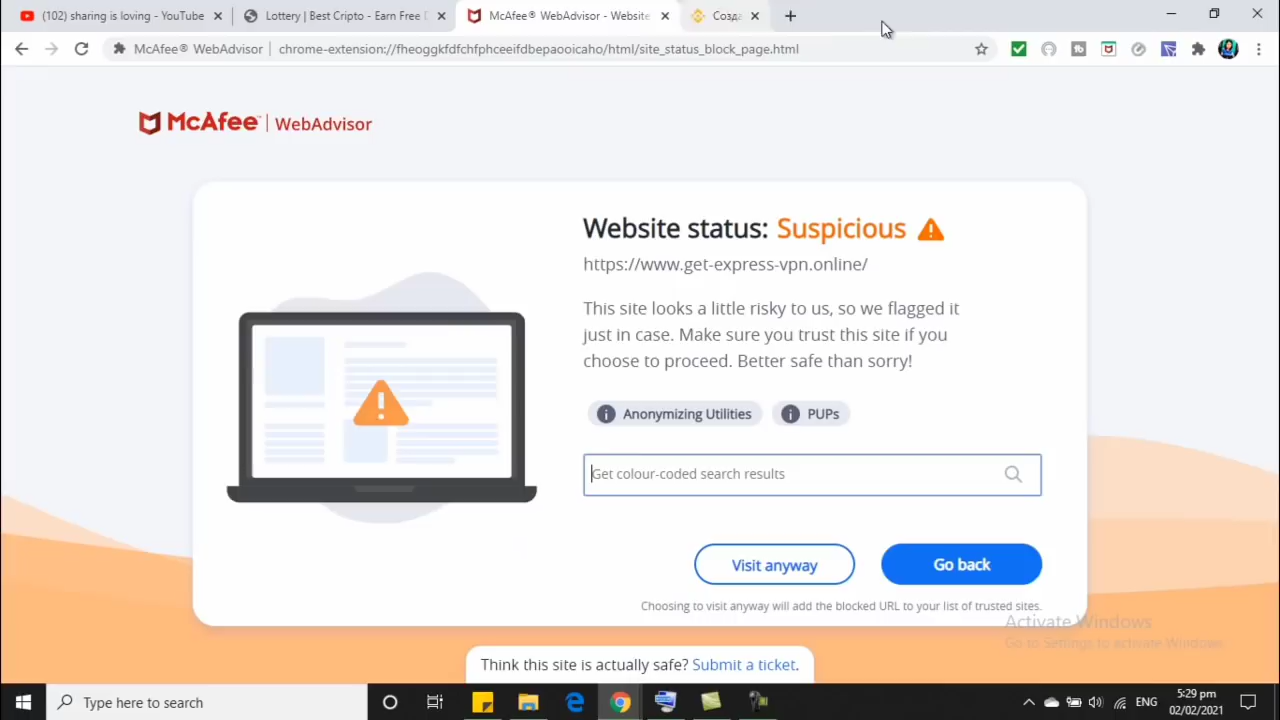 (102) sharing is loving - YouTube
Lottery | Best Cripto - Earn Free D
McAfee® WebAdvisor - Website
Созда
McAfee® WebAdvisor
chrome-extension://fheoggkfdfchfphceeifdbepaooicaho/html/site_status_block_page.html
McAfee™ | WebAdvisor
Website status: Suspicious
https://www.get-express-vpn.online/
This site looks a little risky to us, so we flagged it
just in case. Make sure you trust this site if you
choose to proceed. Better safe than sorry!
Anonymizing Utilities
PUPs
Get colour-coded search results
Visit anyway
Go back
Choosing to visit anyway will add the blocked URL to your list of trusted sites.
Activate Windows
Go to Settings to activate Windows.
Think this site is actually safe? Submit a ticket.
Type here to search
ENG
5:29 pm
02/02/2021